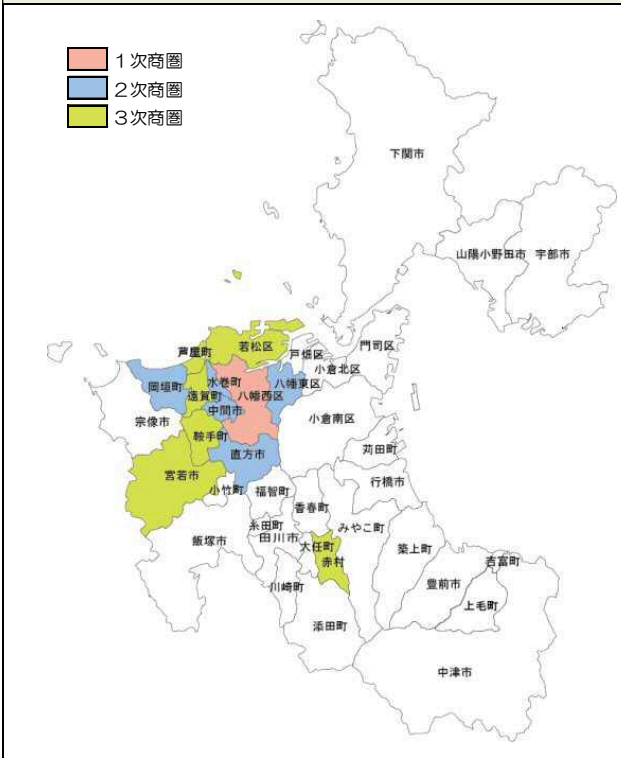 1次商圏
2次商圏
3次商圏
下関市
山陽小野田市
宇部市
門司区
戸畑区
小倉北区
若松区
芦屋町
水巻町
八幡東区
岡垣町
遠賀町
八幡西区
中間市
小倉南区
宗像市
鞍手町
苅田町
直方市
宮若市
行橋市
小竹町
福智町
香春町
みやこ町
糸田町
田川市
飯塚市
大任町
赤村
築上町
吉富町
川崎町
豊前市
上毛町
添田町
中津市